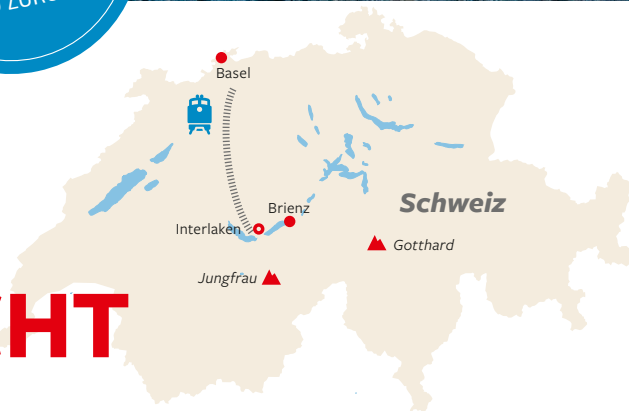 Basel
Brienz
Schweiz
Interlaken
Gotthard
Jungfrau
HT